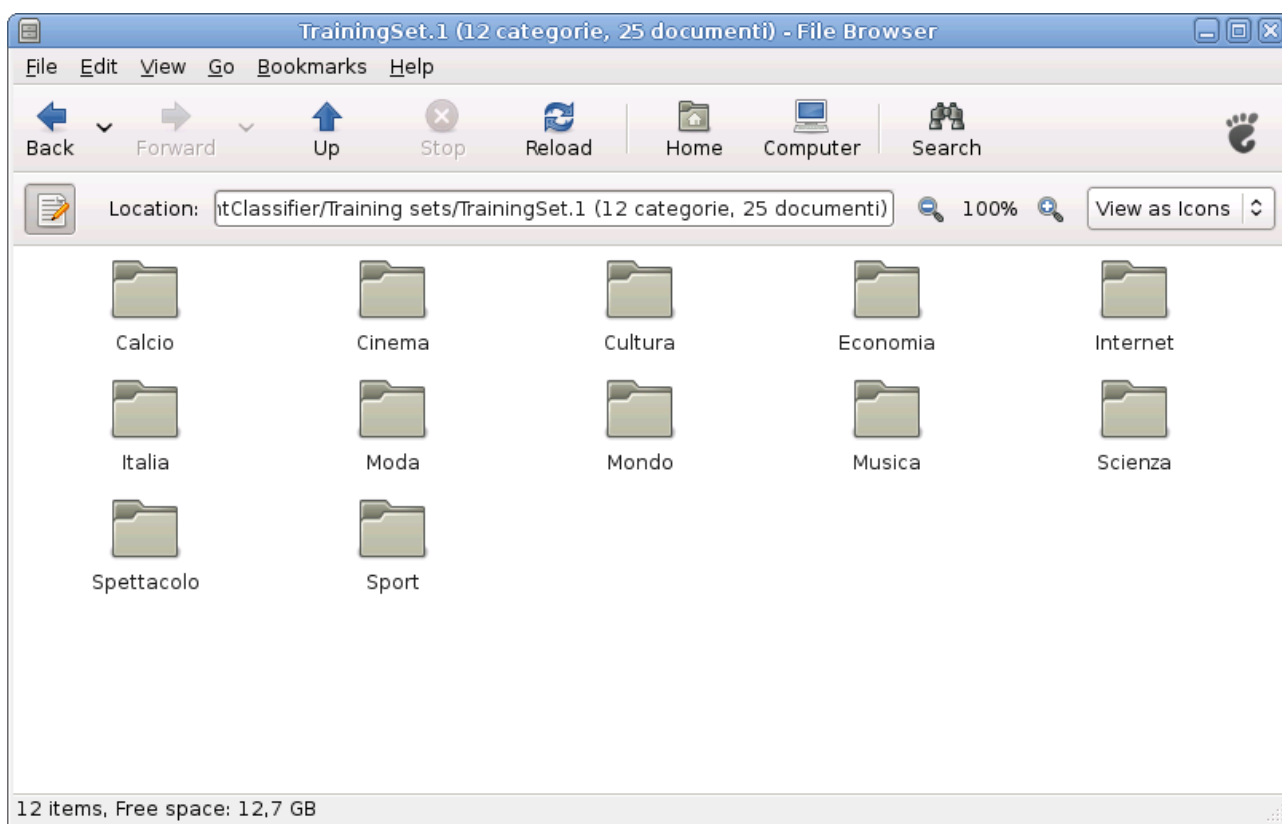 TrainingSet.1 (12 categorie, 25 documenti) - File Browser
File Edit View Go Bookmarks Help
Back Forward Up Stop Reload Home Computer Search
Location: ntClassifier/Training sets/TrainingSet.1 (12 categorie, 25 documenti) 100% View as Icons
Calcio Cinema Cultura Economia Internet
Italia Moda Mondo Musica Scienza
Spettacolo Sport
12 items, Free space: 12,7 GB